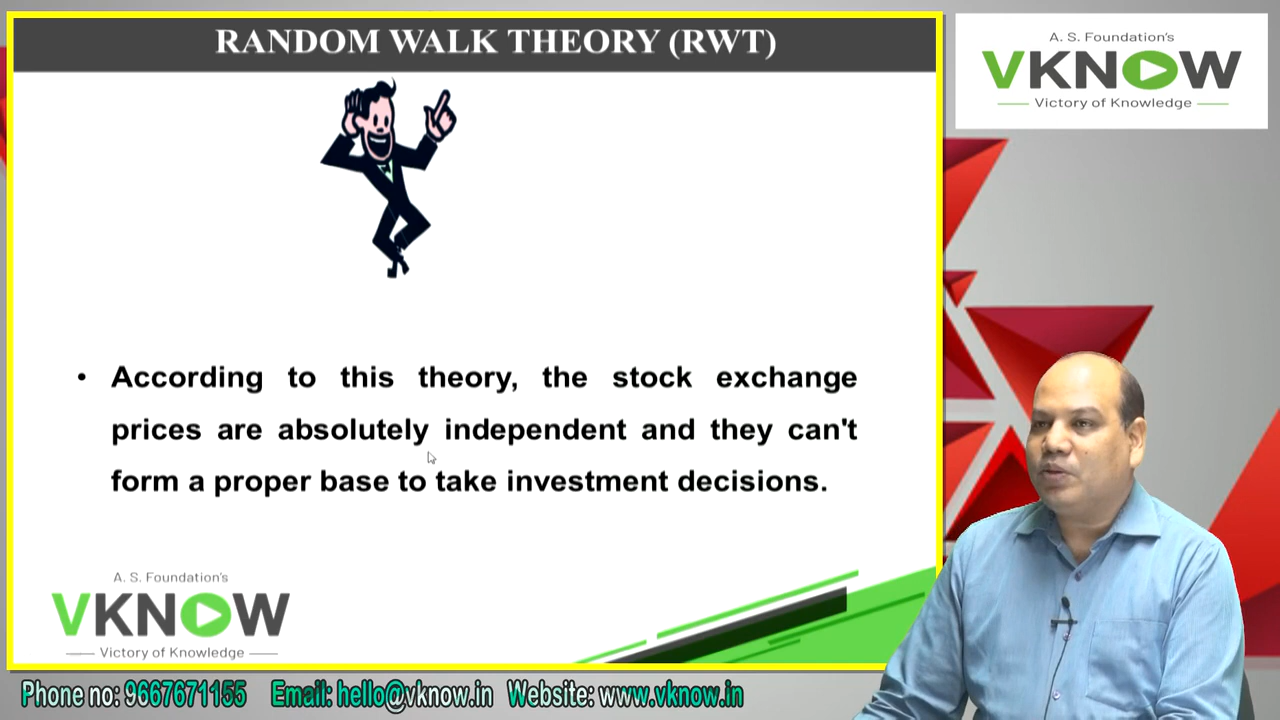 RANDOM WALK THEORY (RWT)
A. S. Foundation's
VKNOW
Victory of Knowledge
• According to this theory, the stock exchange
prices are absolutely independent and they can't
form a proper base to take investment decisions.
A. S. Foundation's
VKNOW
Victory of Knowledge
Phone no: 9667671155 Email: hello@vknow.in Website: www.vknow.in